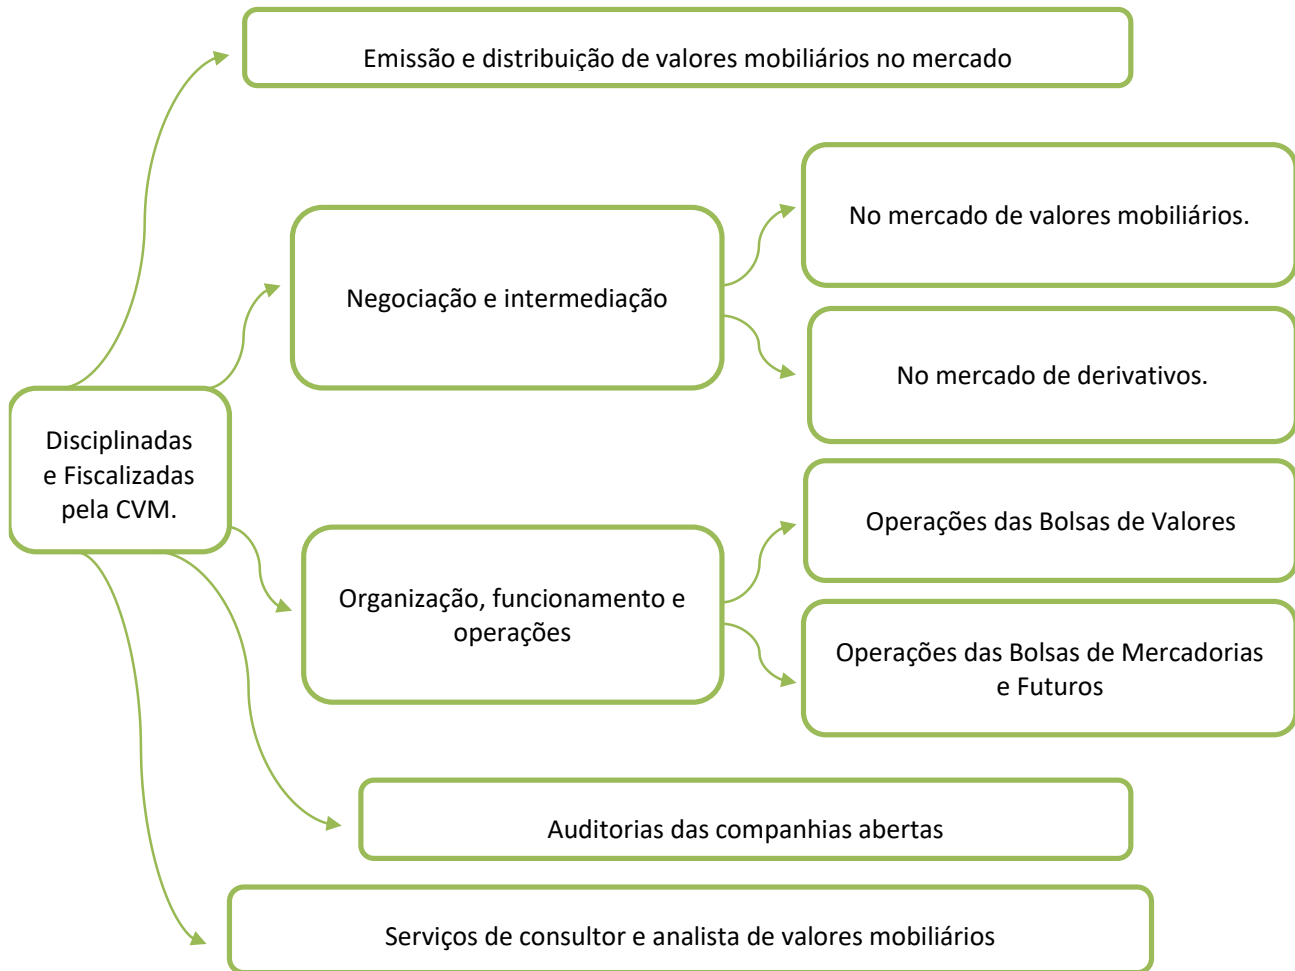 Emissão e distribuição de valores mobiliários no mercado
No mercado de valores mobiliários.
Negociação e intermediação
No mercado de derivativos.
Disciplinadas
e Fiscalizadas
pela CVM.
Operações das Bolsas de Valores
Organização, funcionamento e
operações
Operações das Bolsas de Mercadorias
e Futuros
Auditorias das companhias abertas
Serviços de consultor e analista de valores mobiliários